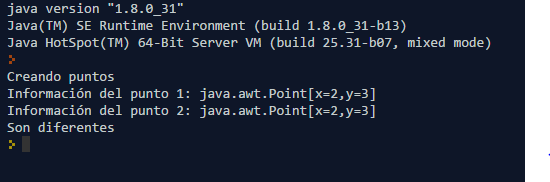 java version "1.8.0_31"
Java(TM) SE Runtime Environment (build 1.8.0_31-b13)
Java HotSpot(TM) 64-Bit Server VM (build 25.31-b07, mixed mode)
Creando puntos
Información del punto 1: java.awt.Point[x=2,y=3]
Información del punto 2: java.awt.Point[x=2,y=3]
Son diferentes